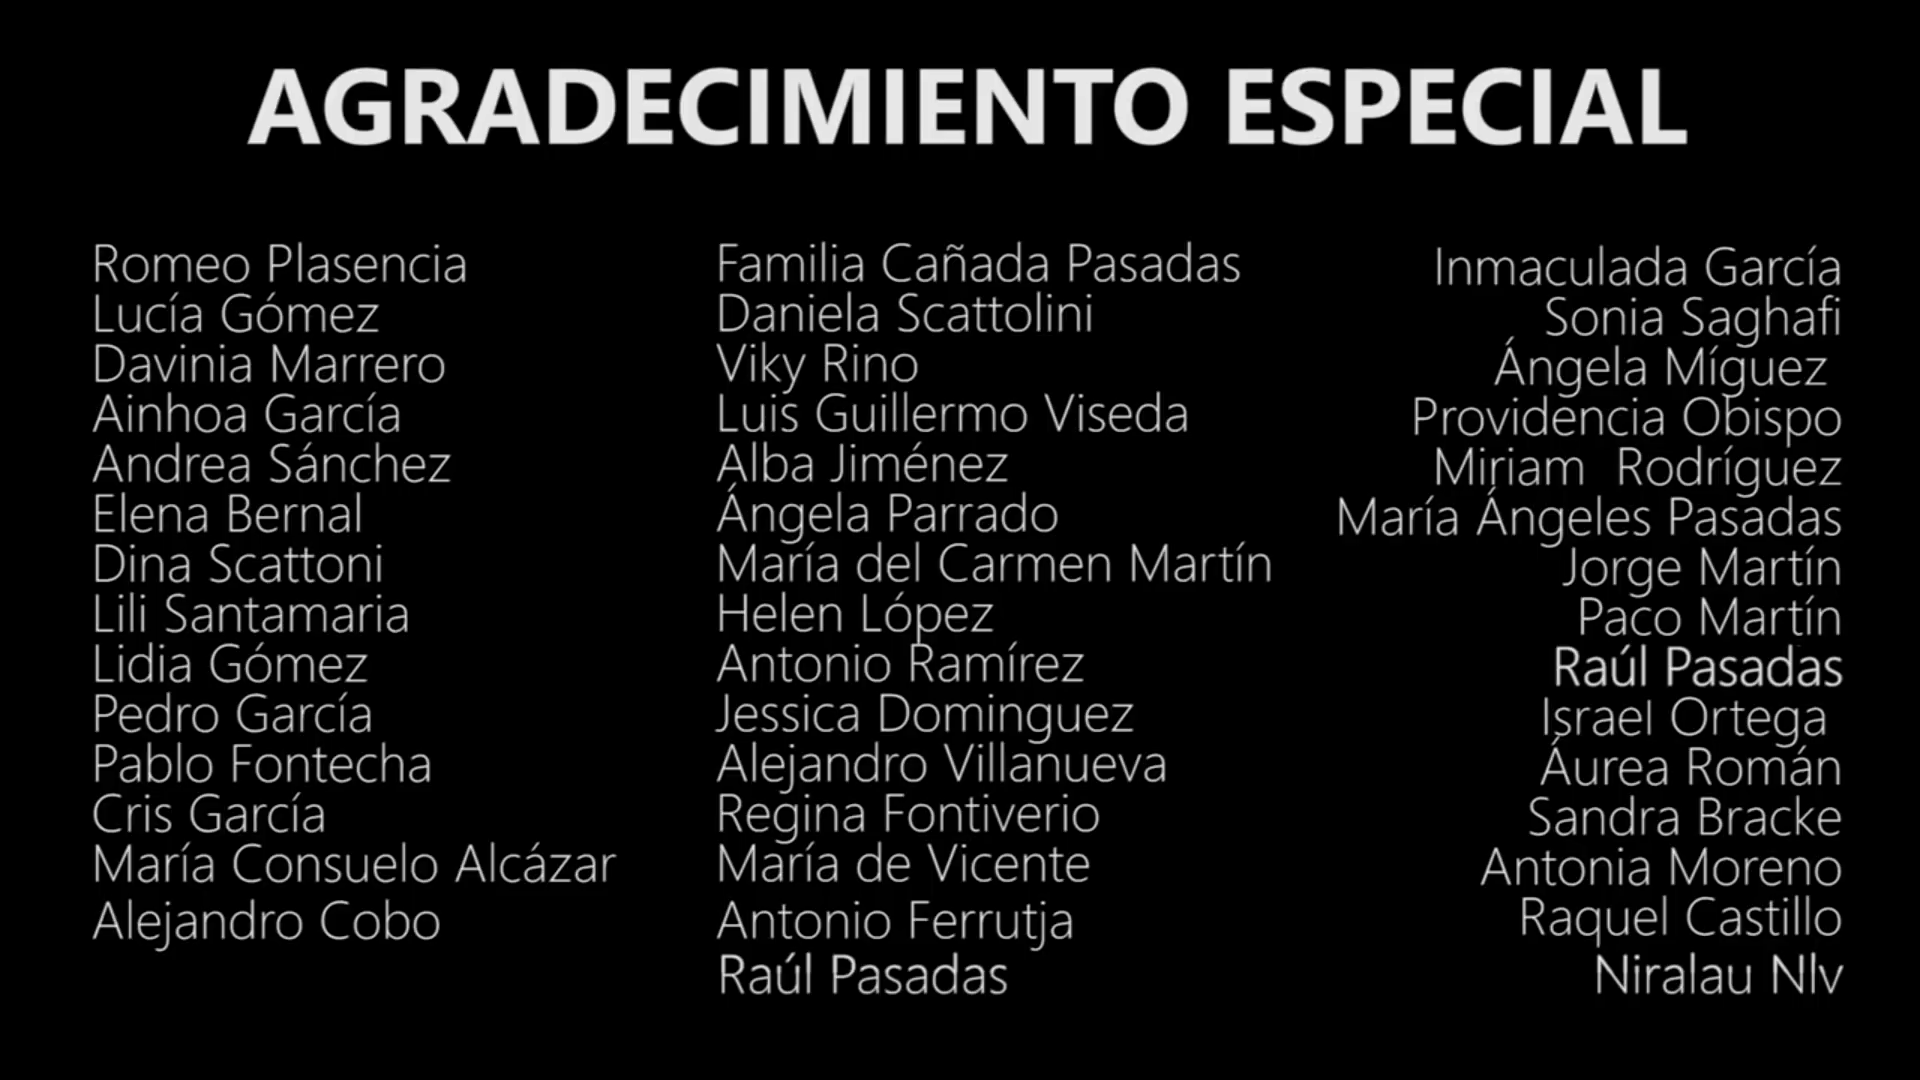 AGRADECIMIENTO ESPECIAL
Romeo Plasencia
Lucía Gómez
Davinia Marrero
Ainhoa García
Andrea Sánchez
Elena Bernal
Dina Scattoni
Lili Santamaria
Lidia Gómez
Pedro García
Pablo Fontecha
Cris García
María Consuelo Alcázar
Alejandro Cobo
Familia Cañada Pasadas
Daniela Scattolini
Viky Rino
Luis Guillermo Viseda
Alba Jiménez
Ángela Parrado
María del Carmen Martín
Helen López
Antonio Ramírez
Jessica Dominguez
Alejandro Villanueva
Regina Fontiverio
María de Vicente
Antonio Ferrutja
Raúl Pasadas
Inmaculada García
Sonia Saghafi
Ángela Míguez
Providencia Obispo
Miriam Rodríguez
María Ángeles Pasadas
Jorge Martín
Paco Martín
Raúl Pasadas
Israel Ortega
Áurea Román
Sandra Bracke
Antonia Moreno
Raquel Castillo
Niralau Nlv